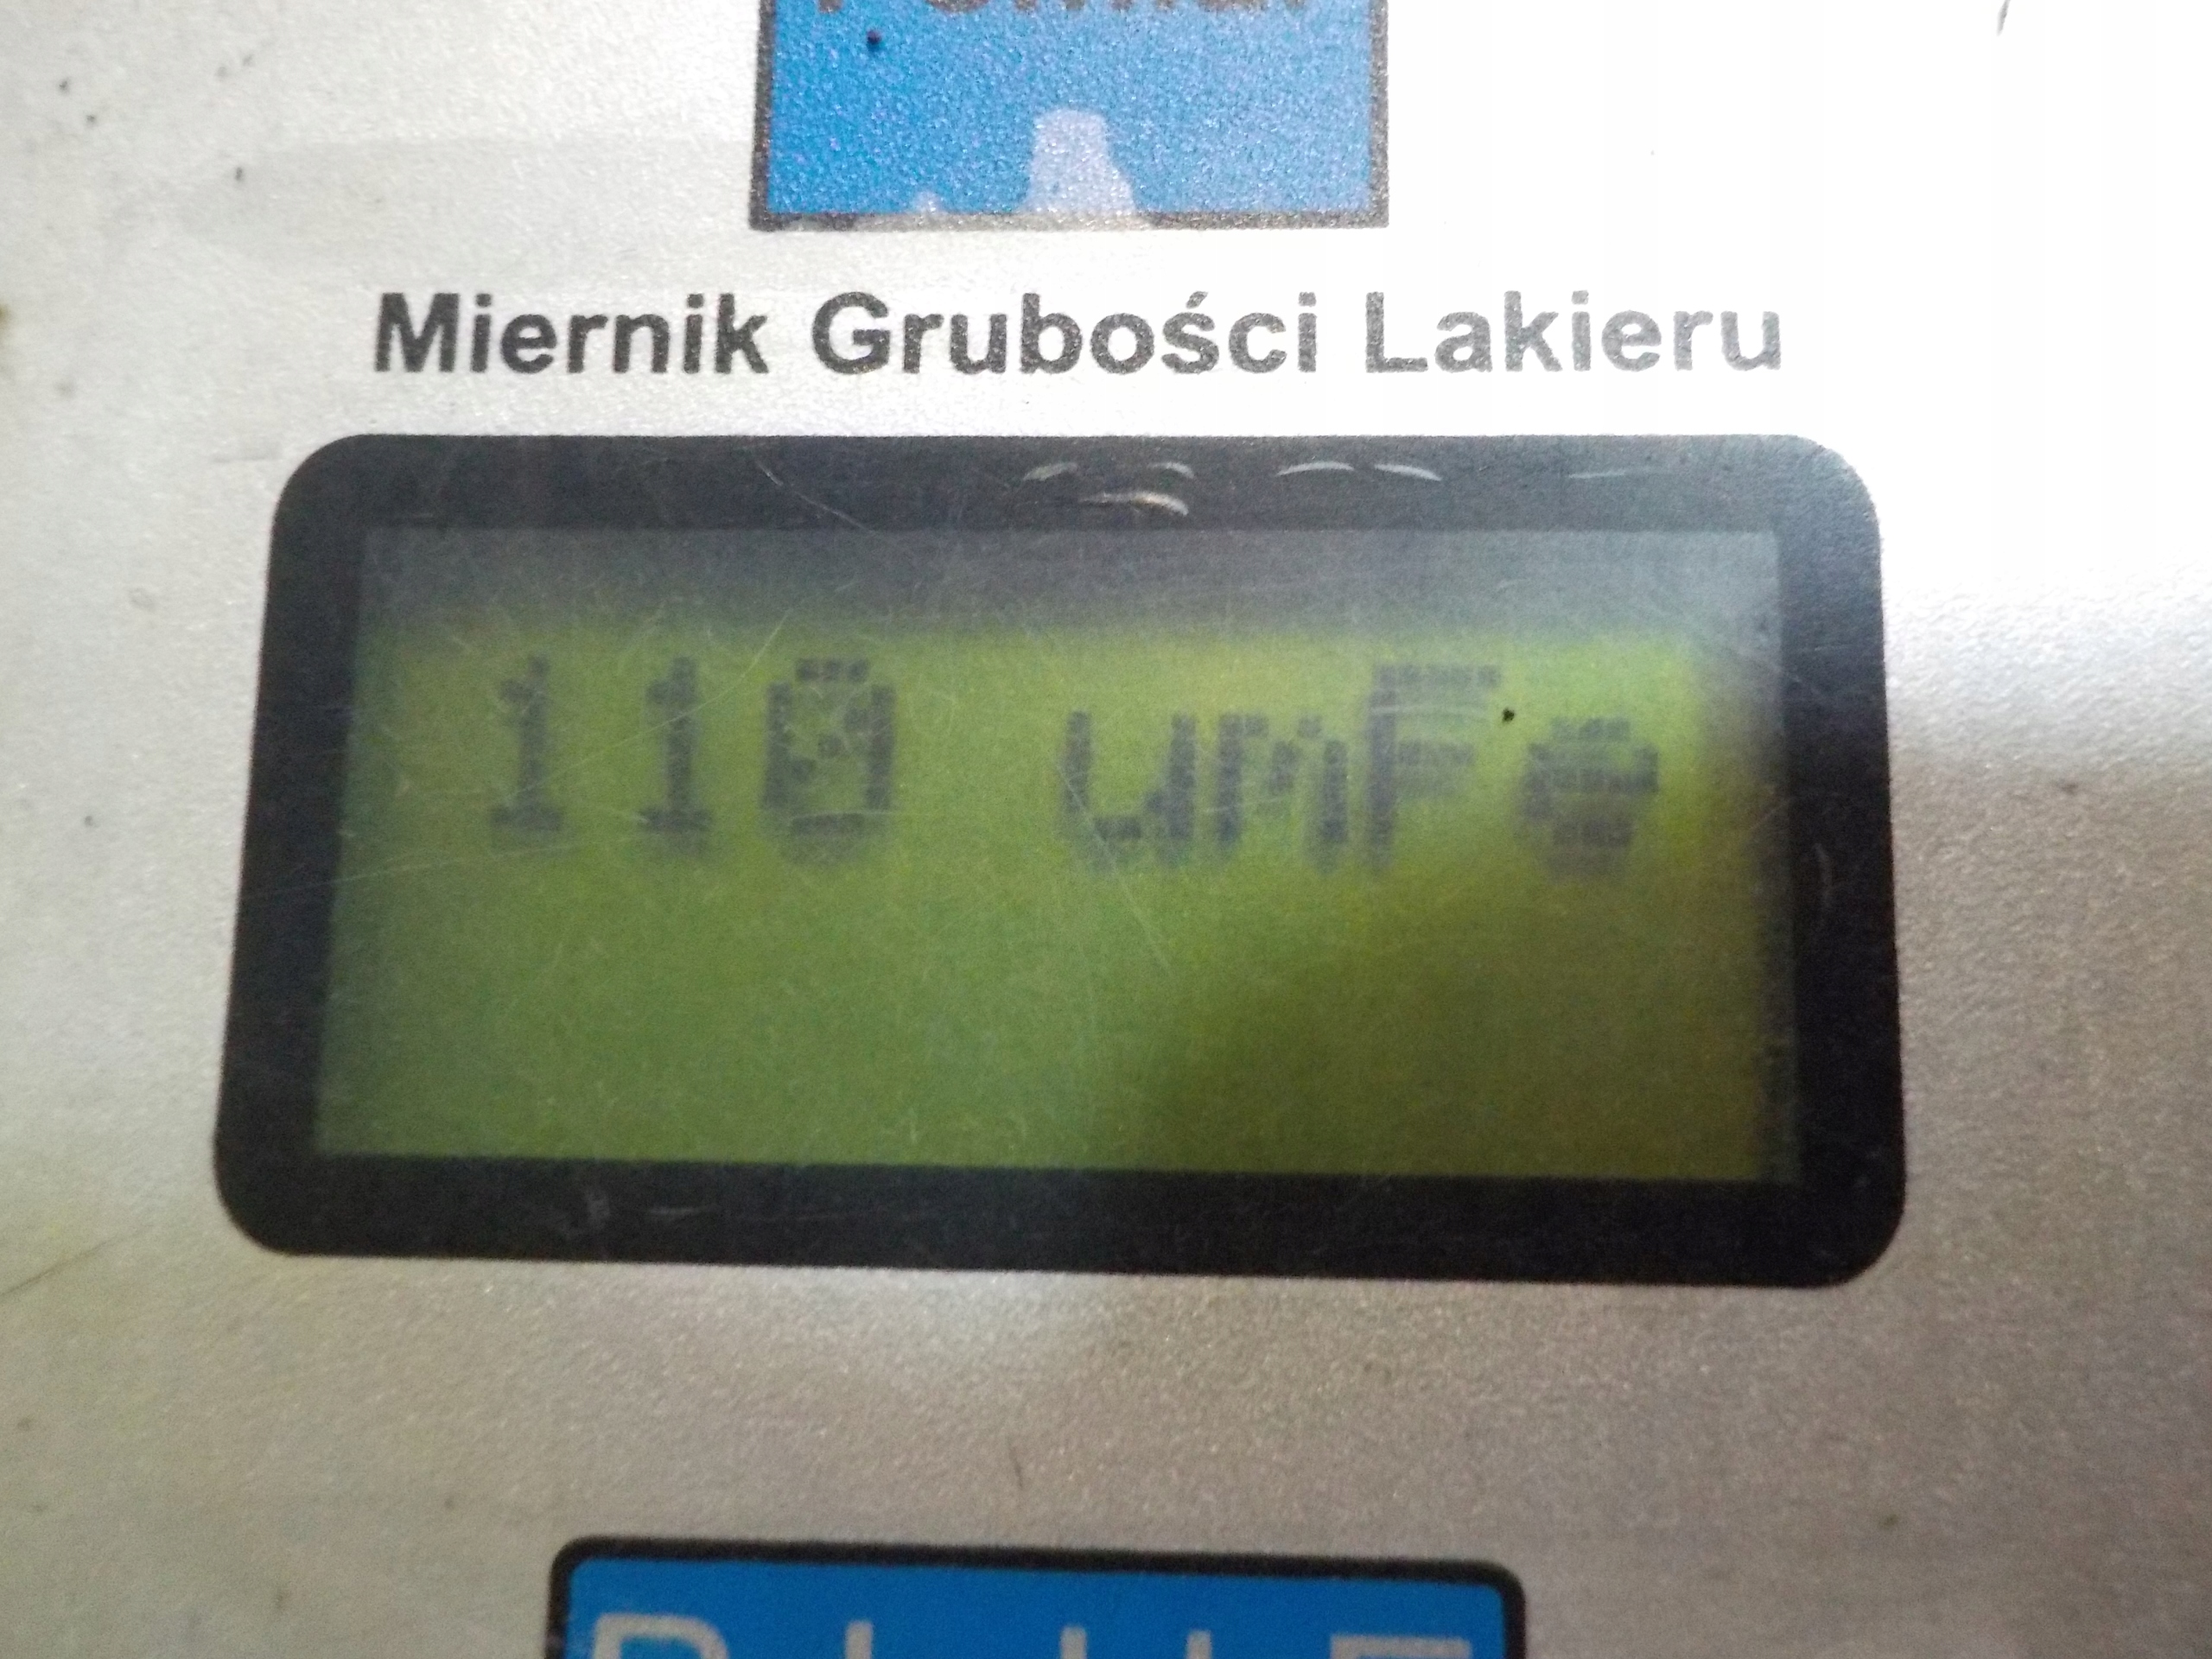 Miernik Grubości Lakieru
110 umFe